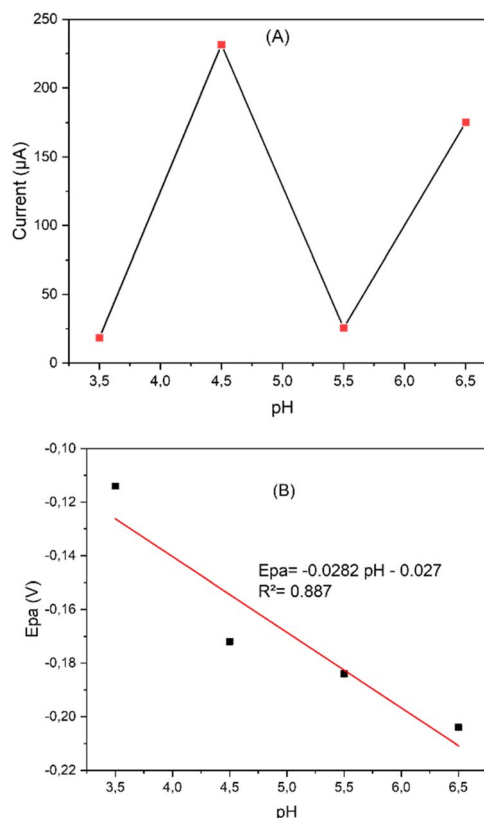 (A)
250
200
150
100
50
0
Current (µA)
3,5 4,0 4,5 5,0 5,5 6,0 6,5
pH
(B)
-0,10
-0,12
-0,14
-0,16
-0,18
-0,20
-0,22
Epa (V)
Epa= -0.0282 pH - 0.027
R²= 0.887
3,5 4,0 4,5 5,0 5,5 6,0 6,5
pH